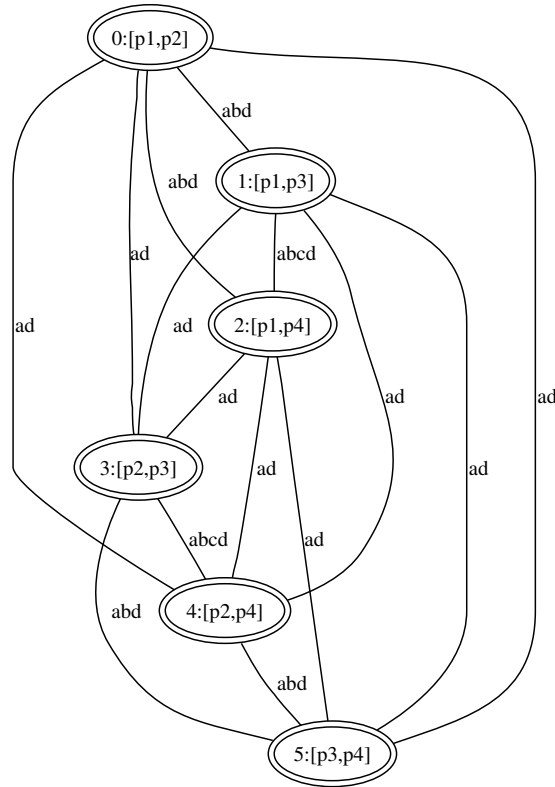 0:[p1,p2]
abd
1:[p1,p3]
abd
ad
abcd
2:[p1,p4]
ad
ad
ad
ad
ad
3:[p2,p3]
ad
ad
abcd
ad
4:[p2,p4]
abd
abd
5:[p3,p4]